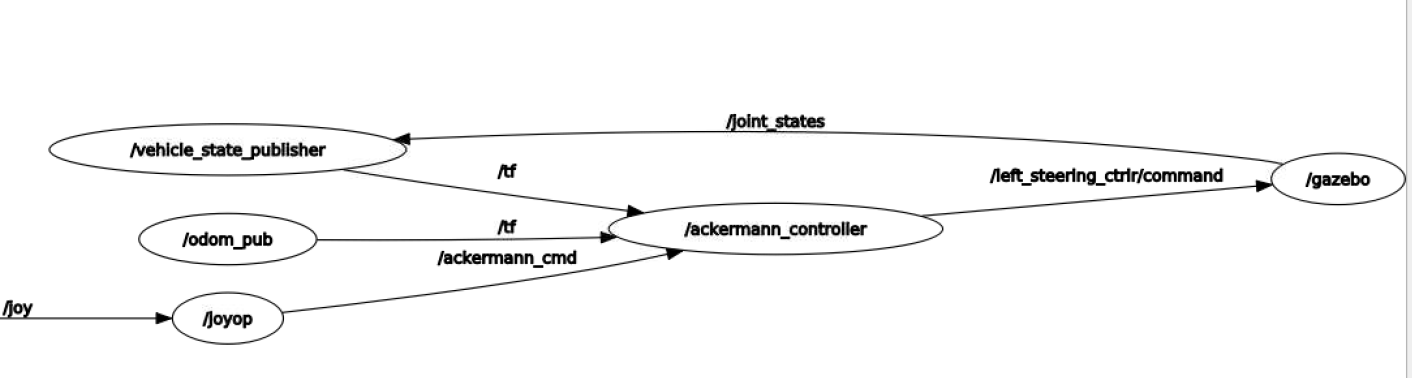 /joint_states
/vehicle_state_publisher
/tf
/left_steering_ctrlr/command
/gazebo
/ackermann_controller
/odom_pub
/tf
/ackermann_cmd
/joy
/joyop